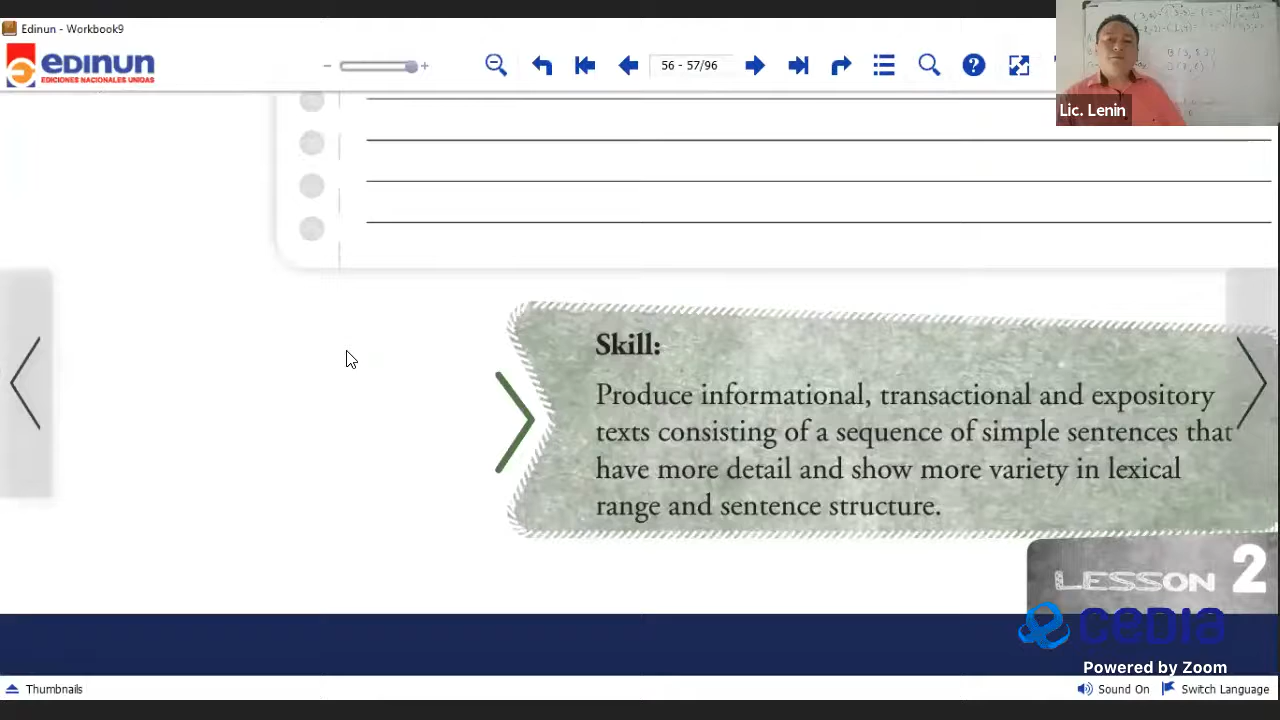 Edinun - Workbook9
edinun
EDICIONES NACIONALES UNIDAS
56 - 57/96
Lic. Lenin
Skill:
Produce informational, transactional and expository
texts consisting of a sequence of simple sentences that
have more detail and show more variety in lexical
range and sentence structure.
LESSON 2
cedia
Powered by Zoom
Thumbnails
Sound On
Switch Language